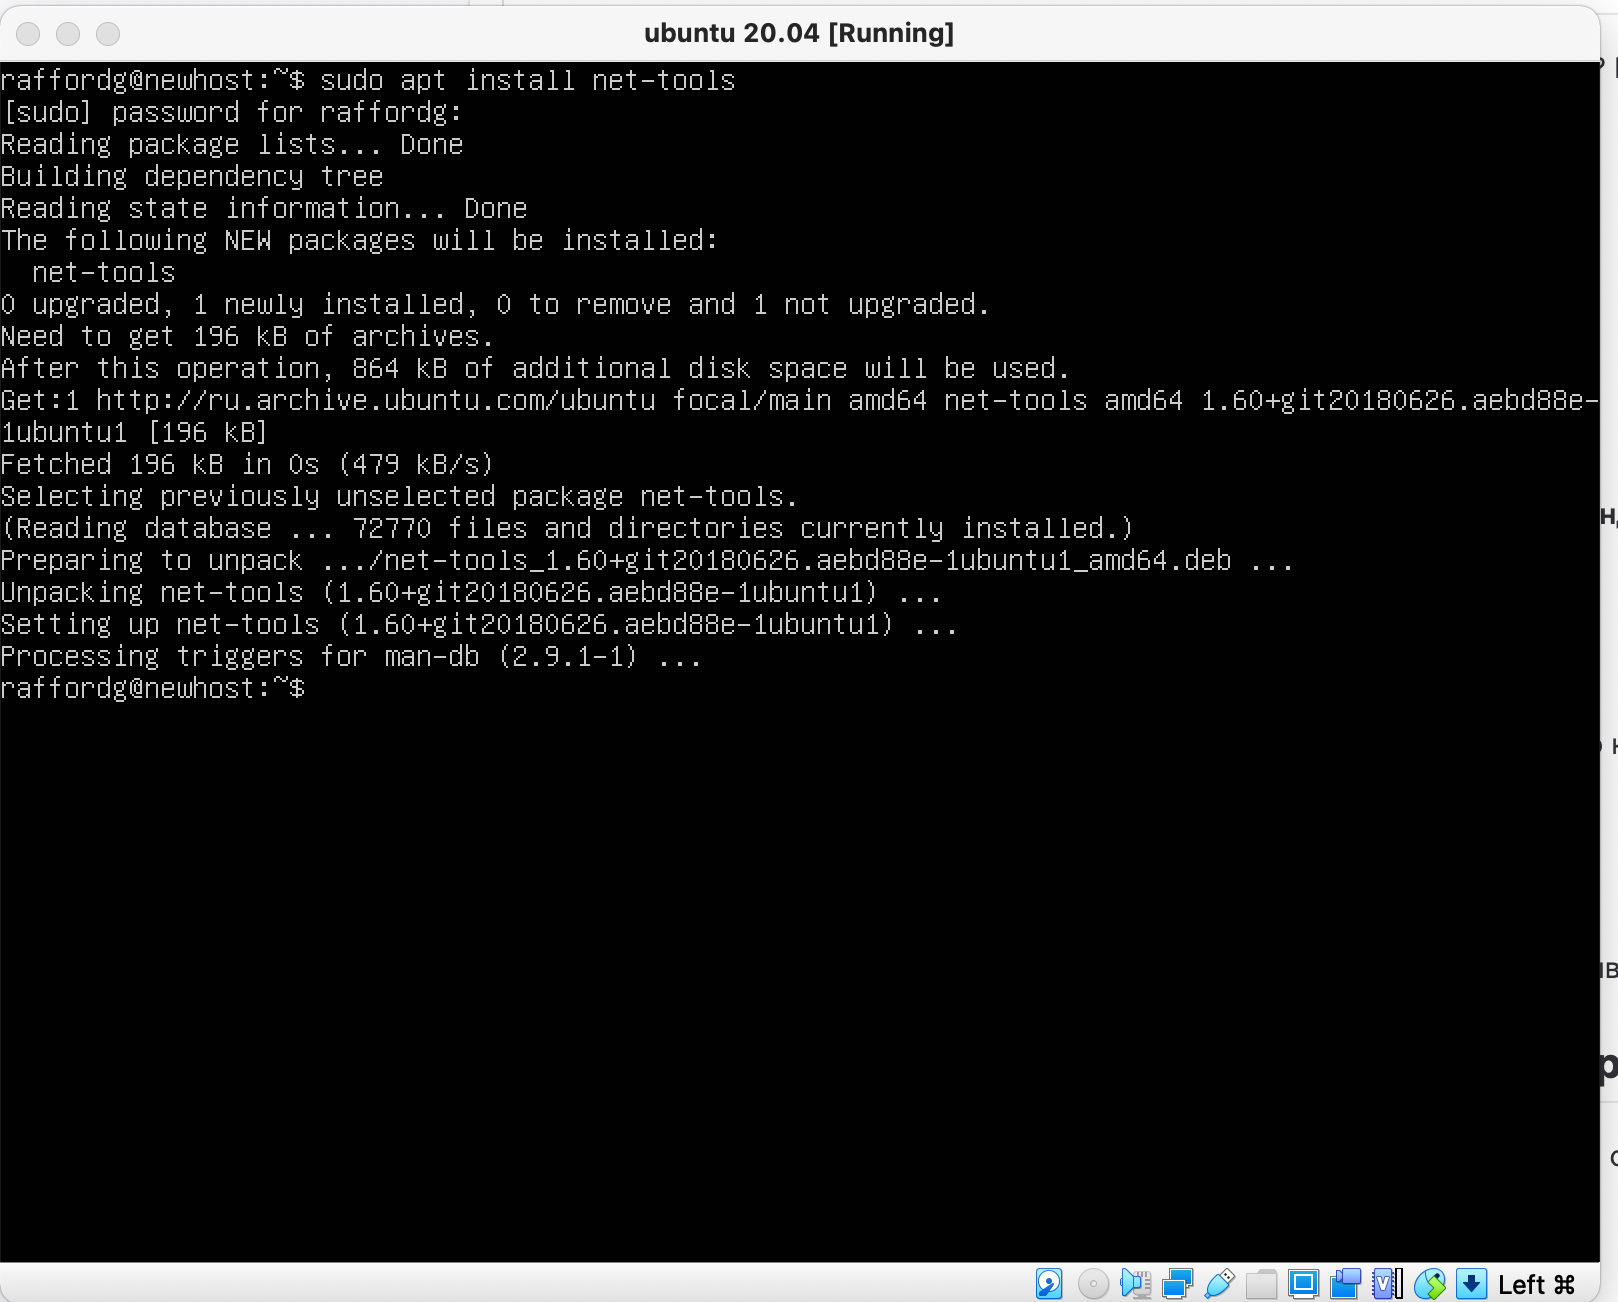 ubuntu 20.04 [Running]
raffordg@newhost:~$ sudo apt install net-tools
[sudo] password for raffordg:
Reading package lists... Done
Building dependency tree
Reading state information... Done
The following NEW packages will be installed:
  net-tools
0 upgraded, 1 newly installed, 0 to remove and 1 not upgraded.
Need to get 196 kB of archives.
After this operation, 864 kB of additional disk space will be used.
Get:1 http://ru.archive.ubuntu.com/ubuntu focal/main amd64 net-tools amd64 1.60+git20180626.aebd88e-
1ubuntu1 [196 kB]
Fetched 196 kB in 0s (479 kB/s)
Selecting previously unselected package net-tools.
(Reading database ... 72770 files and directories currently installed.)
Preparing to unpack .../net-tools_1.60+git20180626.aebd88e-1ubuntu1_amd64.deb ...
Unpacking net-tools (1.60+git20180626.aebd88e-1ubuntu1) ...
Setting up net-tools (1.60+git20180626.aebd88e-1ubuntu1) ...
Processing triggers for man-db (2.9.1-1) ...
raffordg@newhost:~$
Left ⌘